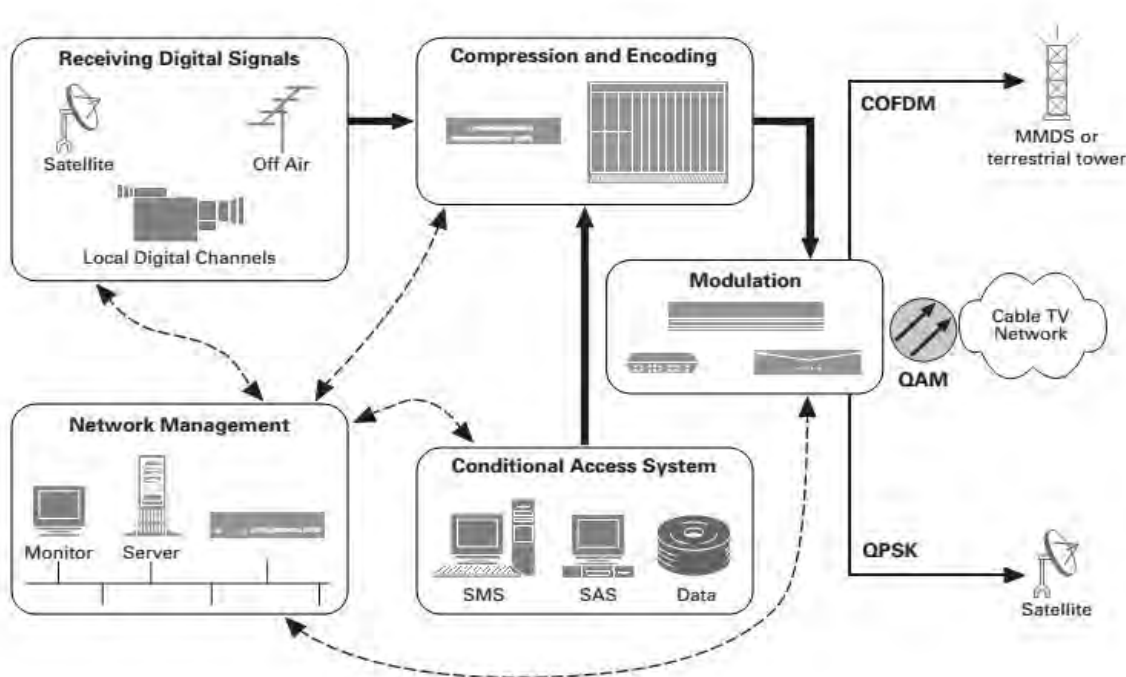 Receiving Digital Signals
Satellite
Off Air
Local Digital Channels
Compression and Encoding
COFDM
MMDS or
terrestrial tower
Modulation
Cable TV
Network
QAM
Network Management
Monitor
Server
Conditional Access System
SMS
SAS
Data
QPSK
Satellite